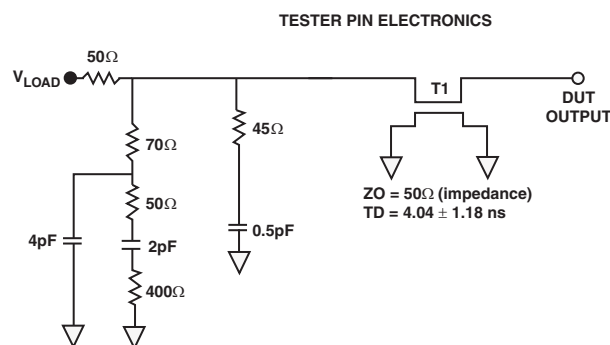 TESTER PIN ELECTRONICS
50Ω
VLOAD
T1
DUT
OUTPUT
70Ω
45Ω
50Ω
ZO = 50Ω (impedance)
TD = 4.04 ± 1.18 ns
4pF
2pF
0.5pF
400Ω